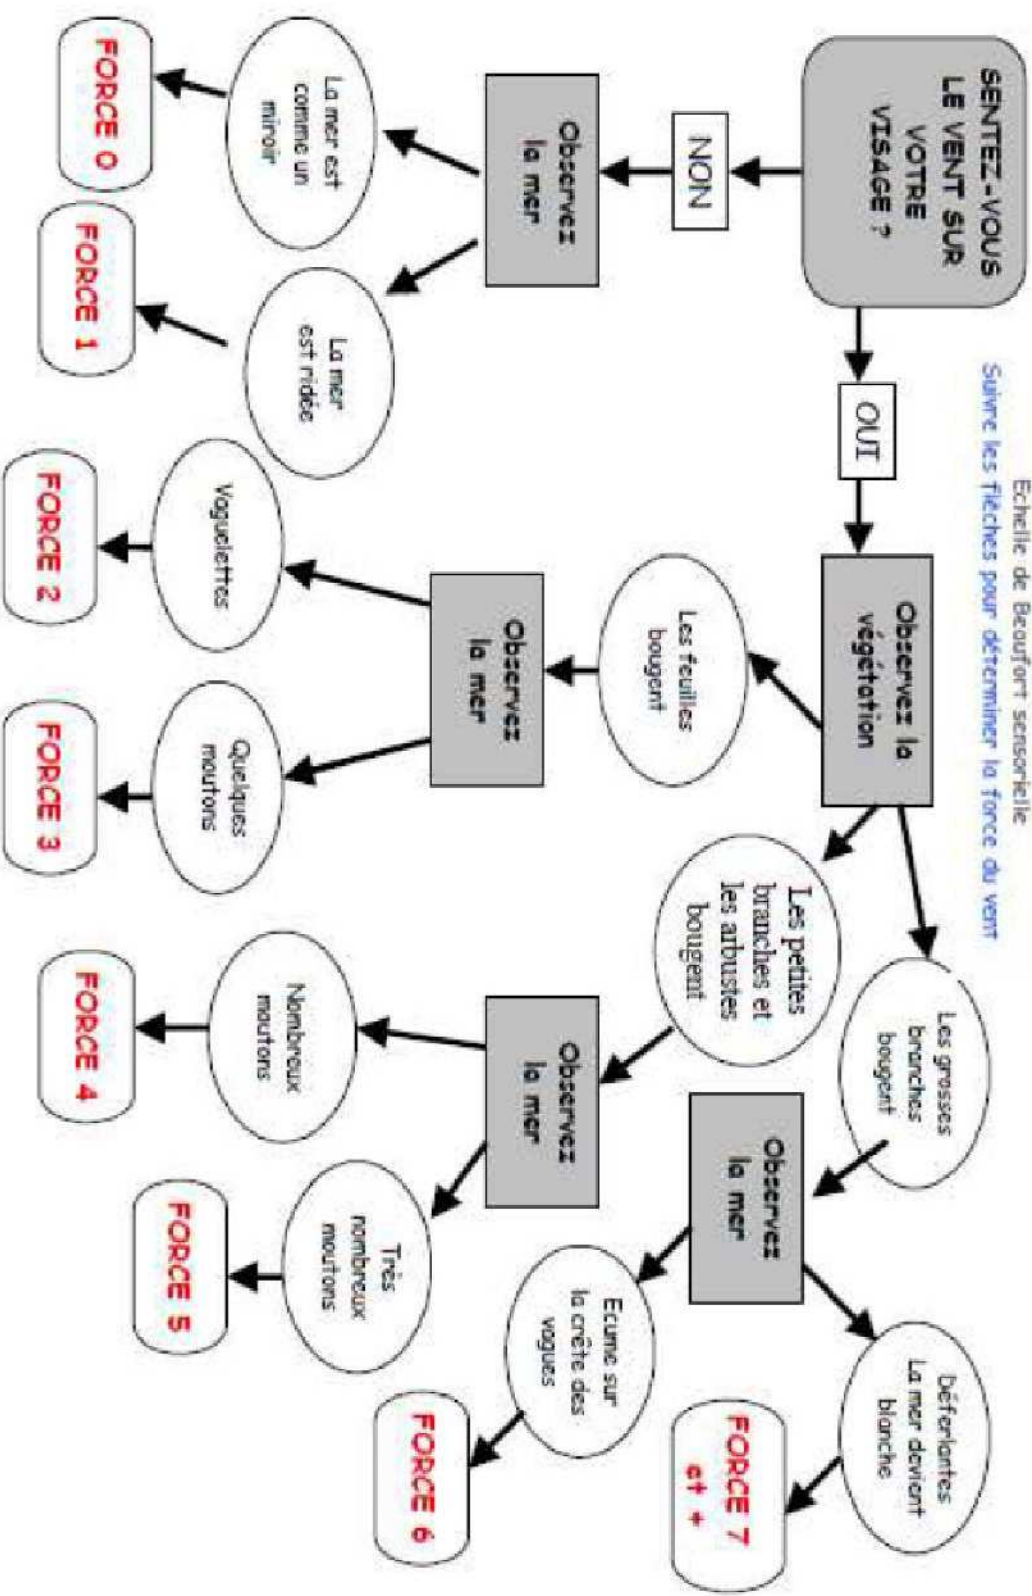 Echelle de Beaufort sensorielle
Suivre les flèches pour déterminer la force du vent
SENTEZ-VOUS
LE VENT SUR
VOTRE
VISAGE ?
OUI
NON
Observez la
végétation
Observez
la mer
La mer est
comme un
miroir
FORCE 0
La mer
est ridée
FORCE 1
Les feuilles
bougent
Observez
la mer
Vaguelettes
FORCE 2
Quelques
moutons
FORCE 3
Les petites
branches et
les arbustes
bougent
Observez
la mer
Nombreux
moutons
FORCE 4
Très
nombreux
moutons
FORCE 5
Les grosses
branches
bougent
Observez
la mer
Ecume sur
la crête des
vagues
FORCE 6
Déferlantes
La mer devient
blanche
FORCE 7
et +